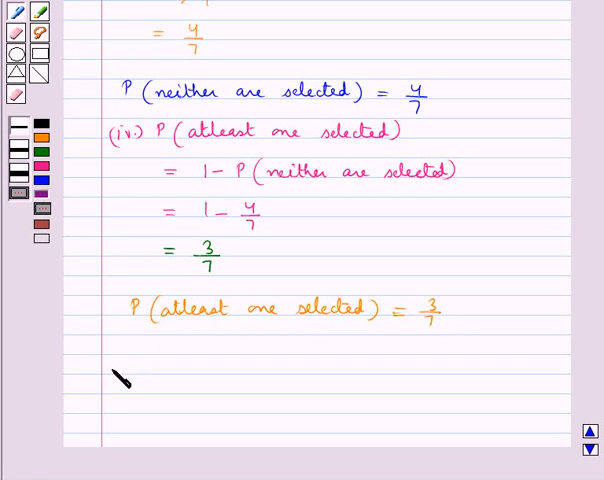 = 4/7
P (neither are selected) = 4/7
(iv.) P (atleast one selected)
= 1 - P (neither are selected)
= 1 - 4/7
= 3/7
P (atleast one selected) = 3/7